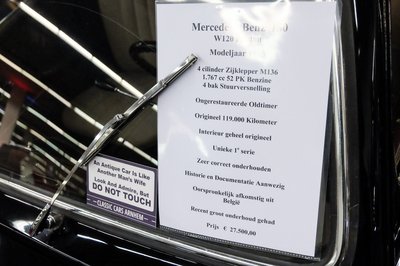 Mercedes Benz
W120
Modeljaar
4 cilinder Zijklepper M136
1.767 cc 52 PK Benzine
4 bak Stuurversnelling
Ongerestaureerde Oldtimer
Origineel 119.000 Kilometer
Interieur geheel origineel
Unieke 1e serie
Zeer correct onderhouden
Historie en Documentatie Aanwezig
Oorspronkelijk afkomstig uit
België
Recent groot onderhoud gehad
Prijs € 27.500,00
An Antique Car Is Like
Another Man's Wife
Look And Admire, But
DO NOT TOUCH
- CLASSIC CARS ARNHEM -